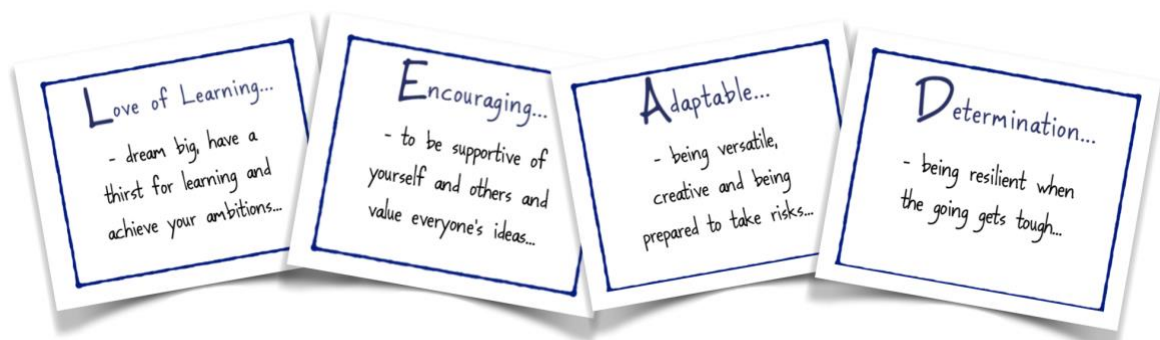 Love of Learning...
- dream big, have a
thirst for learning and
achieve your ambitions...
Encouraging...
- to be supportive of
yourself and others and
value everyone's ideas...
Adaptable...
- being versatile,
creative and being
prepared to take risks...
Determination...
- being resilient when
the going gets tough...